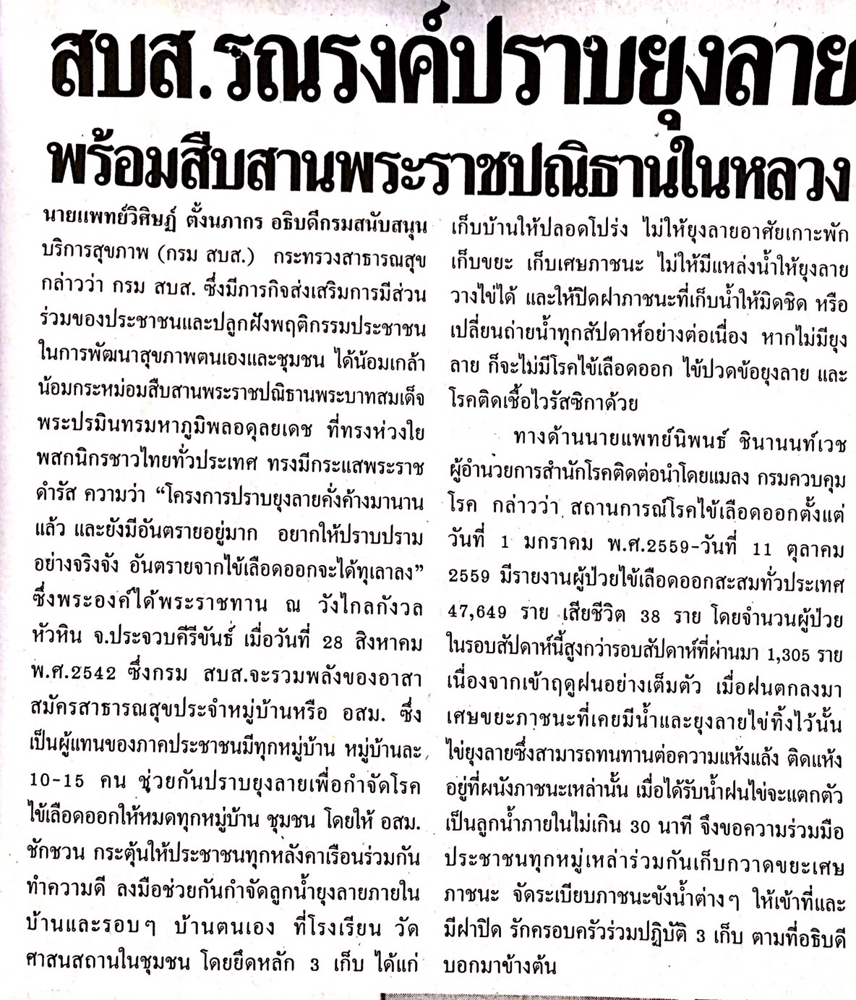 สบส.รณรงค์ปราบยุงลาย
พร้อมสืบสานพระราชปณิธานในหลวง
นายแพทย์วิศิษฎ์ ตั้งนภากร อธิบดีกรมสนับสนุน
บริการสุขภาพ (กรม สบส.) กระทรวงสาธารณสุข
กล่าวว่า กรม สบส. ซึ่งมีภารกิจส่งเสริมการมีส่วน
ร่วมของประชาชนและปลูกฝังพฤติกรรมประชาชน
ในการพัฒนาสุขภาพตนเองและชุมชน ได้น้อมเกล้า
น้อมกระหม่อมสืบสานพระราชปณิธานพระบาทสมเด็จ
พระปรมินทรมหาภูมิพลอดุลยเดช ที่ทรงห่วงใย
พสกนิกรชาวไทยทั่วประเทศ ทรงมีกระแสพระราช
ดำรัส ความว่า “โครงการปราบยุงลายคั่งค้างมานาน
แล้ว และยังมีอันตรายอยู่มาก อยากให้ปราบปราม
อย่างจริงจัง อันตรายจากไข้เลือดออกจะได้ทุเลาลง”
ซึ่งพระองค์ได้พระราชทาน ณ วังไกลกังวล
หัวหิน จ.ประจวบคีรีขันธ์ เมื่อวันที่ 28 สิงหาคม
พ.ศ.2542 ซึ่งกรม สบส.จะรวมพลังของอาสา
สมัครสาธารณสุขประจำหมู่บ้านหรือ อสม. ซึ่ง
เป็นผู้แทนของภาคประชาชนมีทุกหมู่บ้าน หมู่บ้านละ
10-15 คน ช่วยกันปราบยุงลายเพื่อกำจัดโรค
ไข้เลือดออกให้หมดทุกหมู่บ้าน ชุมชน โดยให้ อสม.
ชักชวน กระตุ้นให้ประชาชนทุกหลังคาเรือนร่วมกัน
ทำความดี ลงมือช่วยกันกำจัดลูกน้ำยุงลายภายใน
บ้านและรอบๆ บ้านตนเอง ที่โรงเรียน วัด
ศาสนสถานในชุมชน โดยยึดหลัก 3 เก็บ ได้แก่
เก็บบ้านให้ปลอดโปร่ง ไม่ให้ยุงลายอาศัยเกาะพัก
เก็บขยะ เก็บเศษภาชนะ ไม่ให้มีแหล่งน้ำให้ยุงลาย
วางไข่ได้ และให้ปิดฝาภาชนะที่เก็บน้ำให้มิดชิด หรือ
เปลี่ยนถ่ายน้ำทุกสัปดาห์อย่างต่อเนื่อง หากไม่มียุง
ลาย ก็จะไม่มีโรคไข้เลือดออก ไข้ปวดข้อยุงลาย และ
โรคติดเชื้อไวรัสซิกาด้วย
ทางด้านนายแพทย์นิพนธ์ ชินานนท์เวช
ผู้อำนวยการสำนักโรคติดต่อนำโดยแมลง กรมควบคุม
โรค กล่าวว่า สถานการณ์โรคไข้เลือดออกตั้งแต่
วันที่ 1 มกราคม พ.ศ.2559-วันที่ 11 ตุลาคม
2559 มีรายงานผู้ป่วยไข้เลือดออกสะสมทั่วประเทศ
47,649 ราย เสียชีวิต 38 ราย โดยจำนวนผู้ป่วย
ในรอบสัปดาห์นี้สูงกว่ารอบสัปดาห์ที่ผ่านมา 1,305 ราย
เนื่องจากเข้าฤดูฝนอย่างเต็มตัว เมื่อฝนตกลงมา
เศษขยะภาชนะที่เคยมีน้ำและยุงลายไข่ทิ้งไว้นั้น
ไข่ยุงลายซึ่งสามารถทนทานต่อความแห้งแล้ง ติดแห้ง
อยู่ที่ผนังภาชนะเหล่านั้น เมื่อได้รับน้ำฝนไข่จะแตกตัว
เป็นลูกน้ำภายในไม่เกิน 30 นาที จึงขอความร่วมมือ
ประชาชนทุกหมู่เหล่าร่วมกันเก็บกวาดขยะเศษ
ภาชนะ จัดระเบียบภาชนะขังน้ำต่างๆ ให้เข้าที่และ
มีฝาปิด รักครอบครัวร่วมปฏิบัติ 3 เก็บ ตามที่อธิบดี
บอกมาข้างต้น